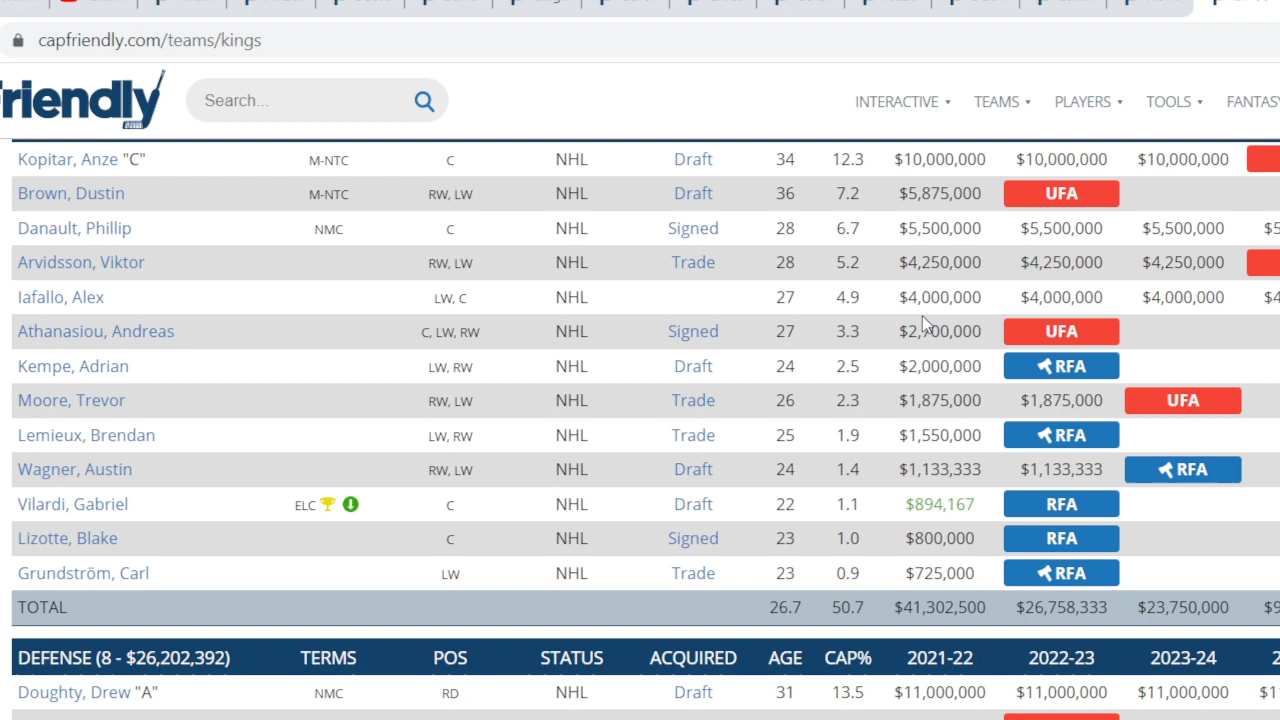 capfriendly.com/teams/kings
friendly Search... INTERACTIVE TEAMS PLAYERS TOOLS FANTASY
Kopitar, Anze "C" M-NTC C NHL Draft 34 12.3 $10,000,000 $10,000,000 $10,000,000
Brown, Dustin M-NTC RW, LW NHL Draft 36 7.2 $5,875,000 UFA
Danault, Phillip NMC C NHL Signed 28 6.7 $5,500,000 $5,500,000 $5,500,000 $5
Arvidsson, Viktor RW, LW NHL Trade 28 5.2 $4,250,000 $4,250,000 $4,250,000
Iafallo, Alex LW, C NHL 27 4.9 $4,000,000 $4,000,000 $4,000,000 $4
Athanasiou, Andreas C, LW, RW NHL Signed 27 3.3 $2,700,000 UFA
Kempe, Adrian LW, RW NHL Draft 24 2.5 $2,000,000 RFA
Moore, Trevor RW, LW NHL Trade 26 2.3 $1,875,000 $1,875,000 UFA
Lemieux, Brendan LW, RW NHL Trade 25 1.9 $1,550,000 RFA
Wagner, Austin RW, LW NHL Draft 24 1.4 $1,133,333 $1,133,333 RFA
Vilardi, Gabriel ELC C NHL Draft 22 1.1 $894,167 RFA
Lizotte, Blake C NHL Signed 23 1.0 $800,000 RFA
Grundström, Carl LW NHL Trade 23 0.9 $725,000 RFA
TOTAL 26.7 50.7 $41,302,500 $26,758,333 $23,750,000 $9
DEFENSE (8 - $26,202,392) TERMS POS STATUS ACQUIRED AGE CAP% 2021-22 2022-23 2023-24 2
Doughty, Drew "A" NMC RD NHL Draft 31 13.5 $11,000,000 $11,000,000 $11,000,000 $11